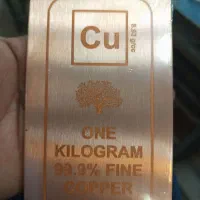 Cu
ONE
KILOGRAM
99.9% FINE
COPPER